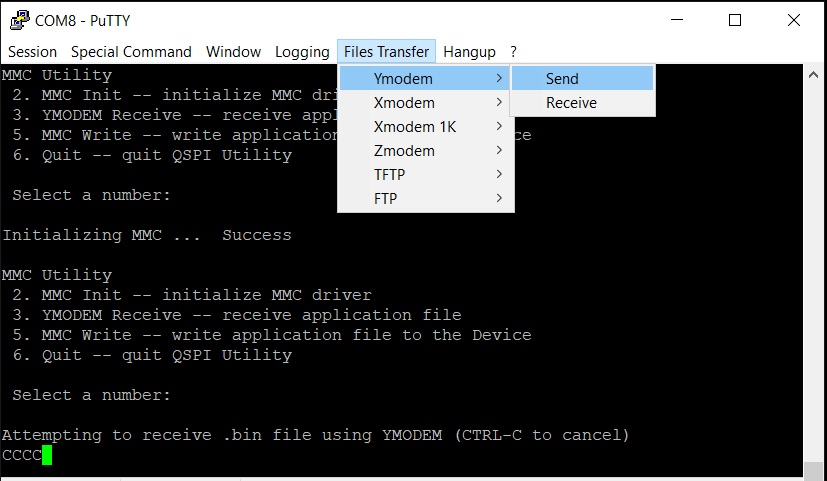 COM8 - PuTTY
Session Special Command Window Logging Files Transfer Hangup ?
MMC Utility
2. MMC Init -- initialize MMC dri
3. YMODEM Receive -- receive appl
5. MMC Write -- write application ce
6. Quit -- quit QSPI Utility
Select a number:
Ymodem
Xmodem
Xmodem 1K
Zmodem
TFTP
FTP
Send
Receive
Initializing MMC ... Success
MMC Utility
2. MMC Init -- initialize MMC driver
3. YMODEM Receive -- receive application file
5. MMC Write -- write application file to the Device
6. Quit -- quit QSPI Utility
Select a number:
Attempting to receive .bin file using YMODEM (CTRL-C to cancel)
CCCC